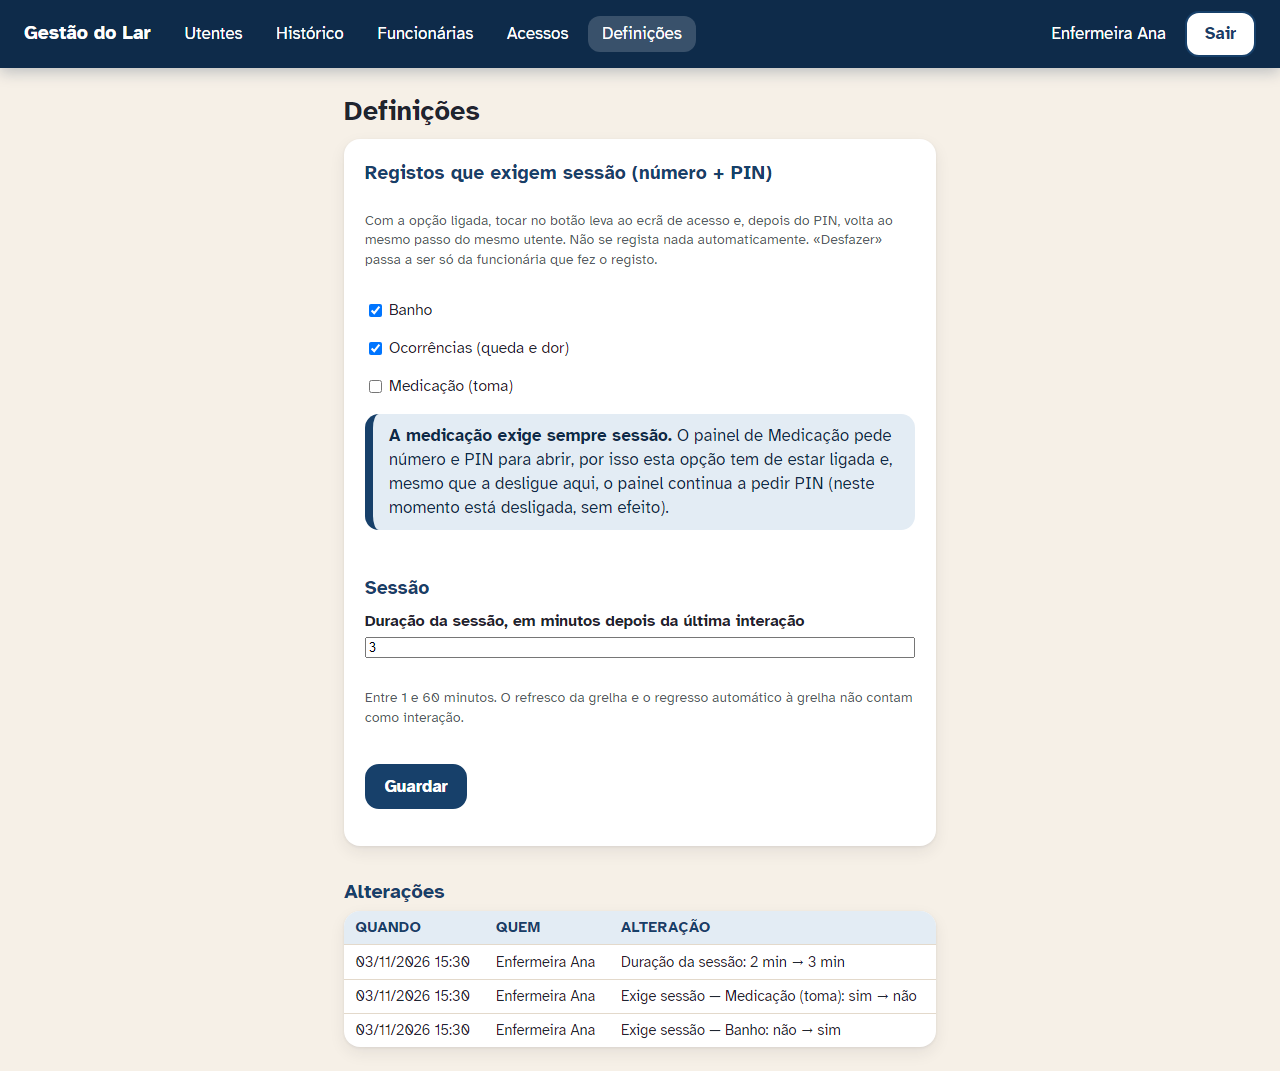 Gestão do Lar Utentes Histórico Funcionárias Acessos Definições Enfermeira Ana Sair
Definições
Registos que exigem sessão (número + PIN)
Com a opção ligada, tocar no botão leva ao ecrã de acesso e, depois do PIN, volta ao
mesmo passo do mesmo utente. Não se regista nada automaticamente. «Desfazer»
passa a ser só da funcionária que fez o registo.
Banho
Ocorrências (queda e dor)
Medicação (toma)
A medicação exige sempre sessão. O painel de Medicação pede
número e PIN para abrir, por isso esta opção tem de estar ligada e,
mesmo que a desligue aqui, o painel continua a pedir PIN (neste
momento está desligada, sem efeito).
Sessão
Duração da sessão, em minutos depois da última interação
3
Entre 1 e 60 minutos. O refresco da grelha e o regresso automático à grelha não contam
como interação.
Guardar
Alterações
QUANDO QUEM ALTERAÇÃO
03/11/2026 15:30 Enfermeira Ana Duração da sessão: 2 min → 3 min
03/11/2026 15:30 Enfermeira Ana Exige sessão — Medicação (toma): sim → não
03/11/2026 15:30 Enfermeira Ana Exige sessão — Banho: não → sim